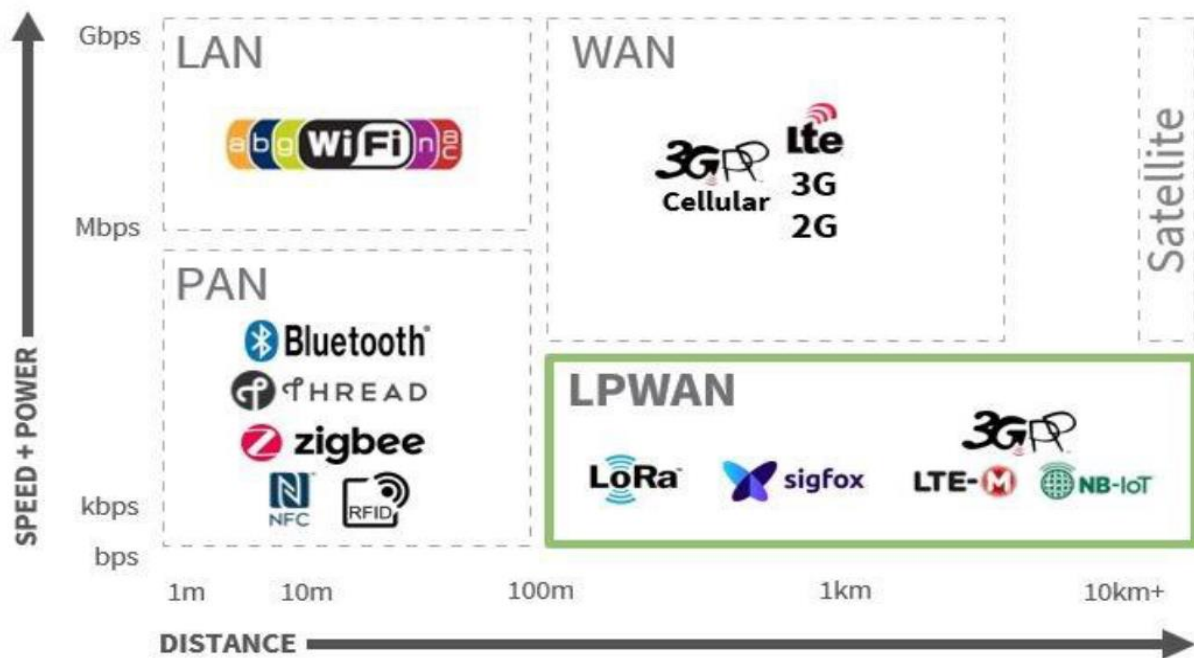 Gbps
LAN
WAN
a b g WiFi n ac
3GPP
Cellular
Lte
3G
2G
Satellite
Mbps
PAN
Bluetooth®
THREAD
zigbee
NFC
RFID
LPWAN
LoRa™
sigfox
3GPP
LTE-M
NB-IoT
SPEED + POWER
kbps
bps
1m 10m 100m 1km 10km+
DISTANCE